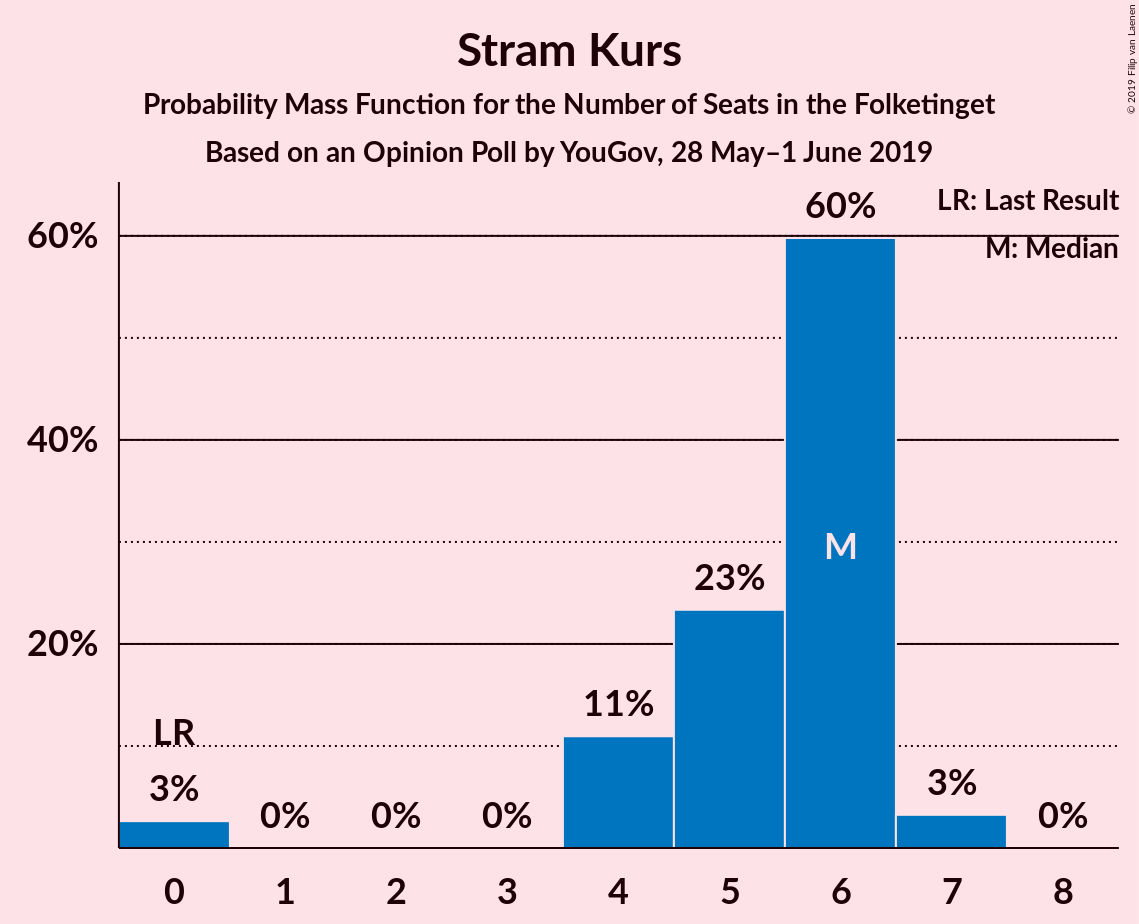 Stram Kurs
Probability Mass Function for the Number of Seats in the Folketinget
Based on an Opinion Poll by YouGov, 28 May–1 June 2019
© 2019 Filip van Laenen
LR: Last Result
M: Median
60%
40%
20%
LR
3%
0%
0%
0%
11%
23%
60%
M
3%
0%
0 1 2 3 4 5 6 7 8